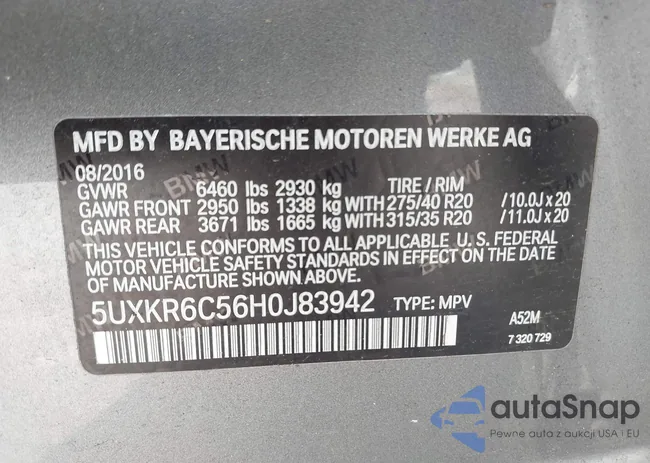 MFD BY BAYERISCHE MOTOREN WERKE AG
08/2016
GVWR 6460 lbs 2930 kg TIRE / RIM
GAWR FRONT 2950 lbs 1338 kg WITH 275/40 R20 /10.0J x 20
GAWR REAR 3671 lbs 1665 kg WITH 315/35 R20 /11.0J x 20
THIS VEHICLE CONFORMS TO ALL APPLICABLE U. S. FEDERAL
MOTOR VEHICLE SAFETY STANDARDS IN EFFECT ON THE DATE OF
MANUFACTURE SHOWN ABOVE.
5UXKR6C56H0J83942 TYPE: MPV
A52M
7 320 729
autaSnap
Pewne auta z aukcji USA i EU